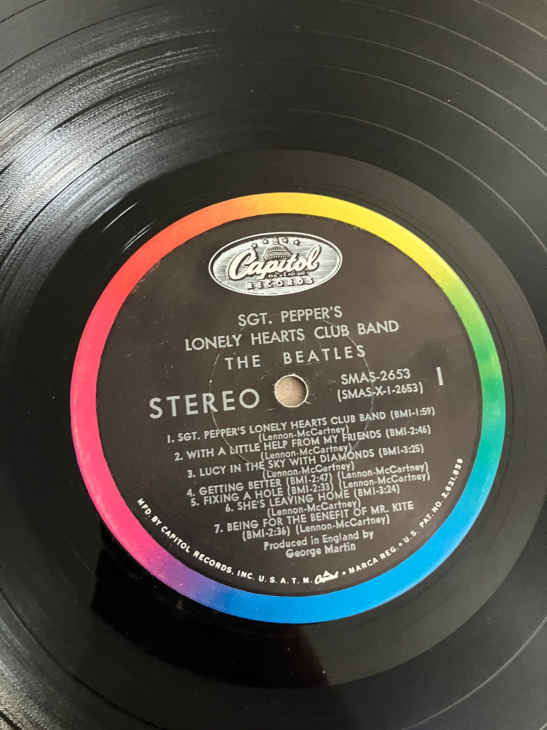 Capitol
RECORDS
SGT. PEPPER'S
LONELY HEARTS CLUB BAND
THE BEATLES
STEREO
SMAS-2653
(SMAS-X-1-2653)
1
1. SGT. PEPPER'S LONELY HEARTS CLUB BAND (BMI-1:59)
(Lennon-McCartney)
2. WITH A LITTLE HELP FROM MY FRIENDS (BMI-2:46)
(Lennon-McCartney)
3. LUCY IN THE SKY WITH DIAMONDS (BMI-3:25)
(Lennon-McCartney)
4. GETTING BETTER (BMI-2:47) (Lennon-McCartney)
5. FIXING A HOLE (BMI-2:33) (Lennon-McCartney)
6. SHE'S LEAVING HOME (BMI-3:24)
(Lennon-McCartney)
7. BEING FOR THE BENEFIT OF MR. KITE
(BMI-2:36) (Lennon-McCartney)
Produced in England by
George Martin
MFD. BY CAPITOL RECORDS, INC. U.S.A. T.M. Capitol • MARCA REG. • U.S. PAT. NO. 2,631,859